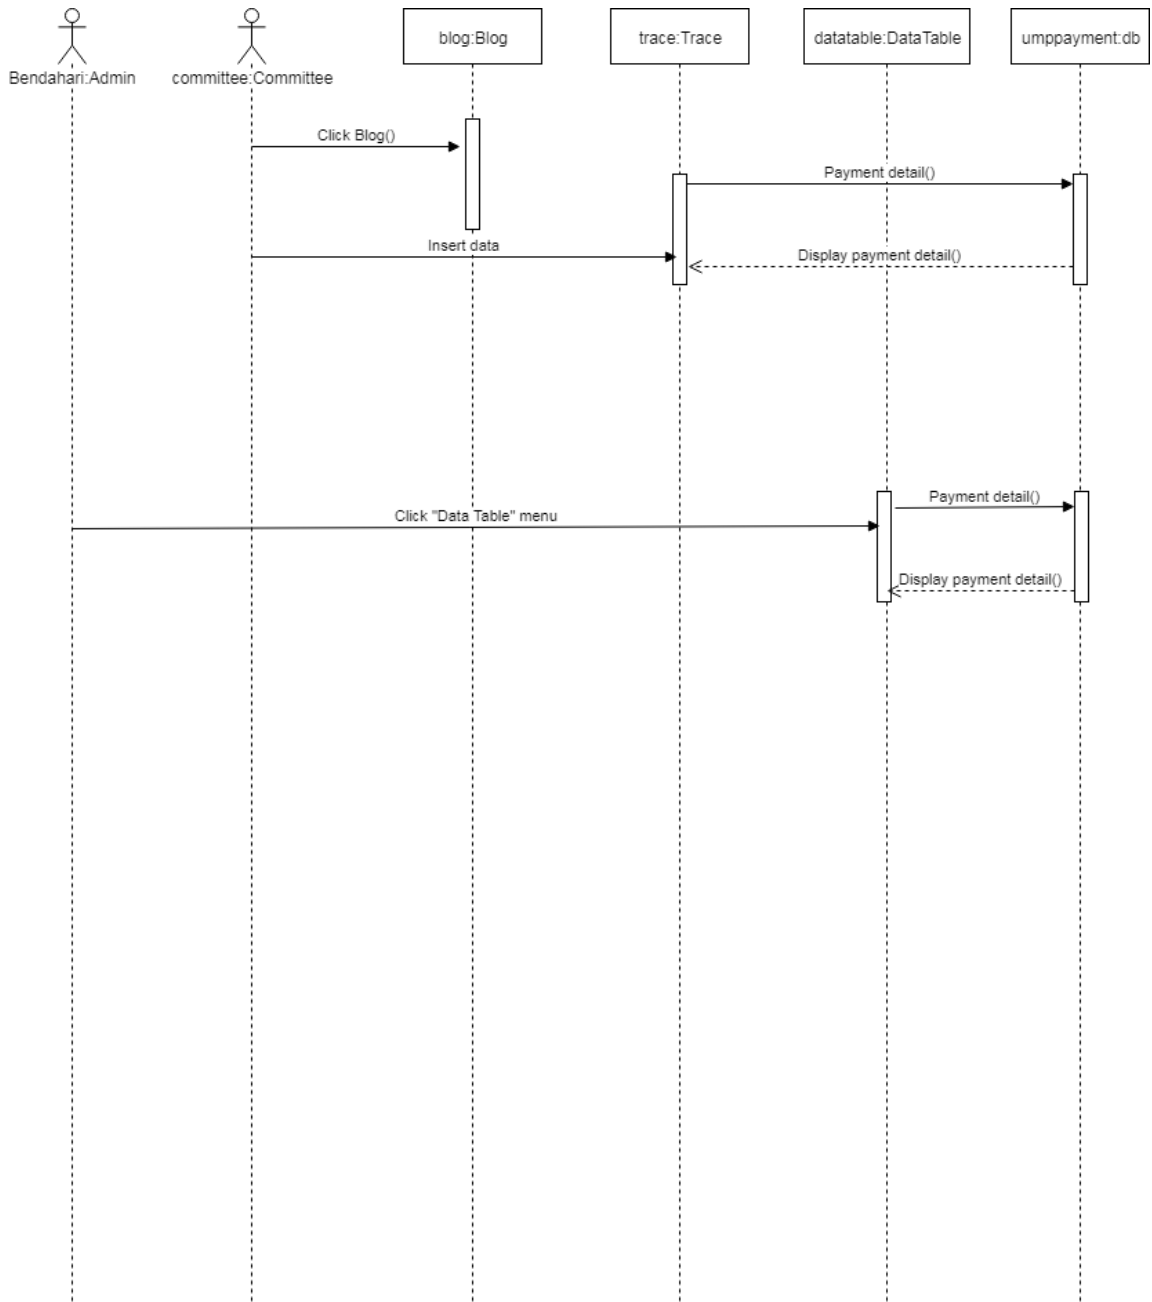 blog:Blog
trace:Trace
datatable:DataTable
umppayment:db
Bendahari:Admin
committee:Committee
Click Blog()
Payment detail()
Insert data
Display payment detail()
Payment detail()
Click "Data Table" menu
Display payment detail()